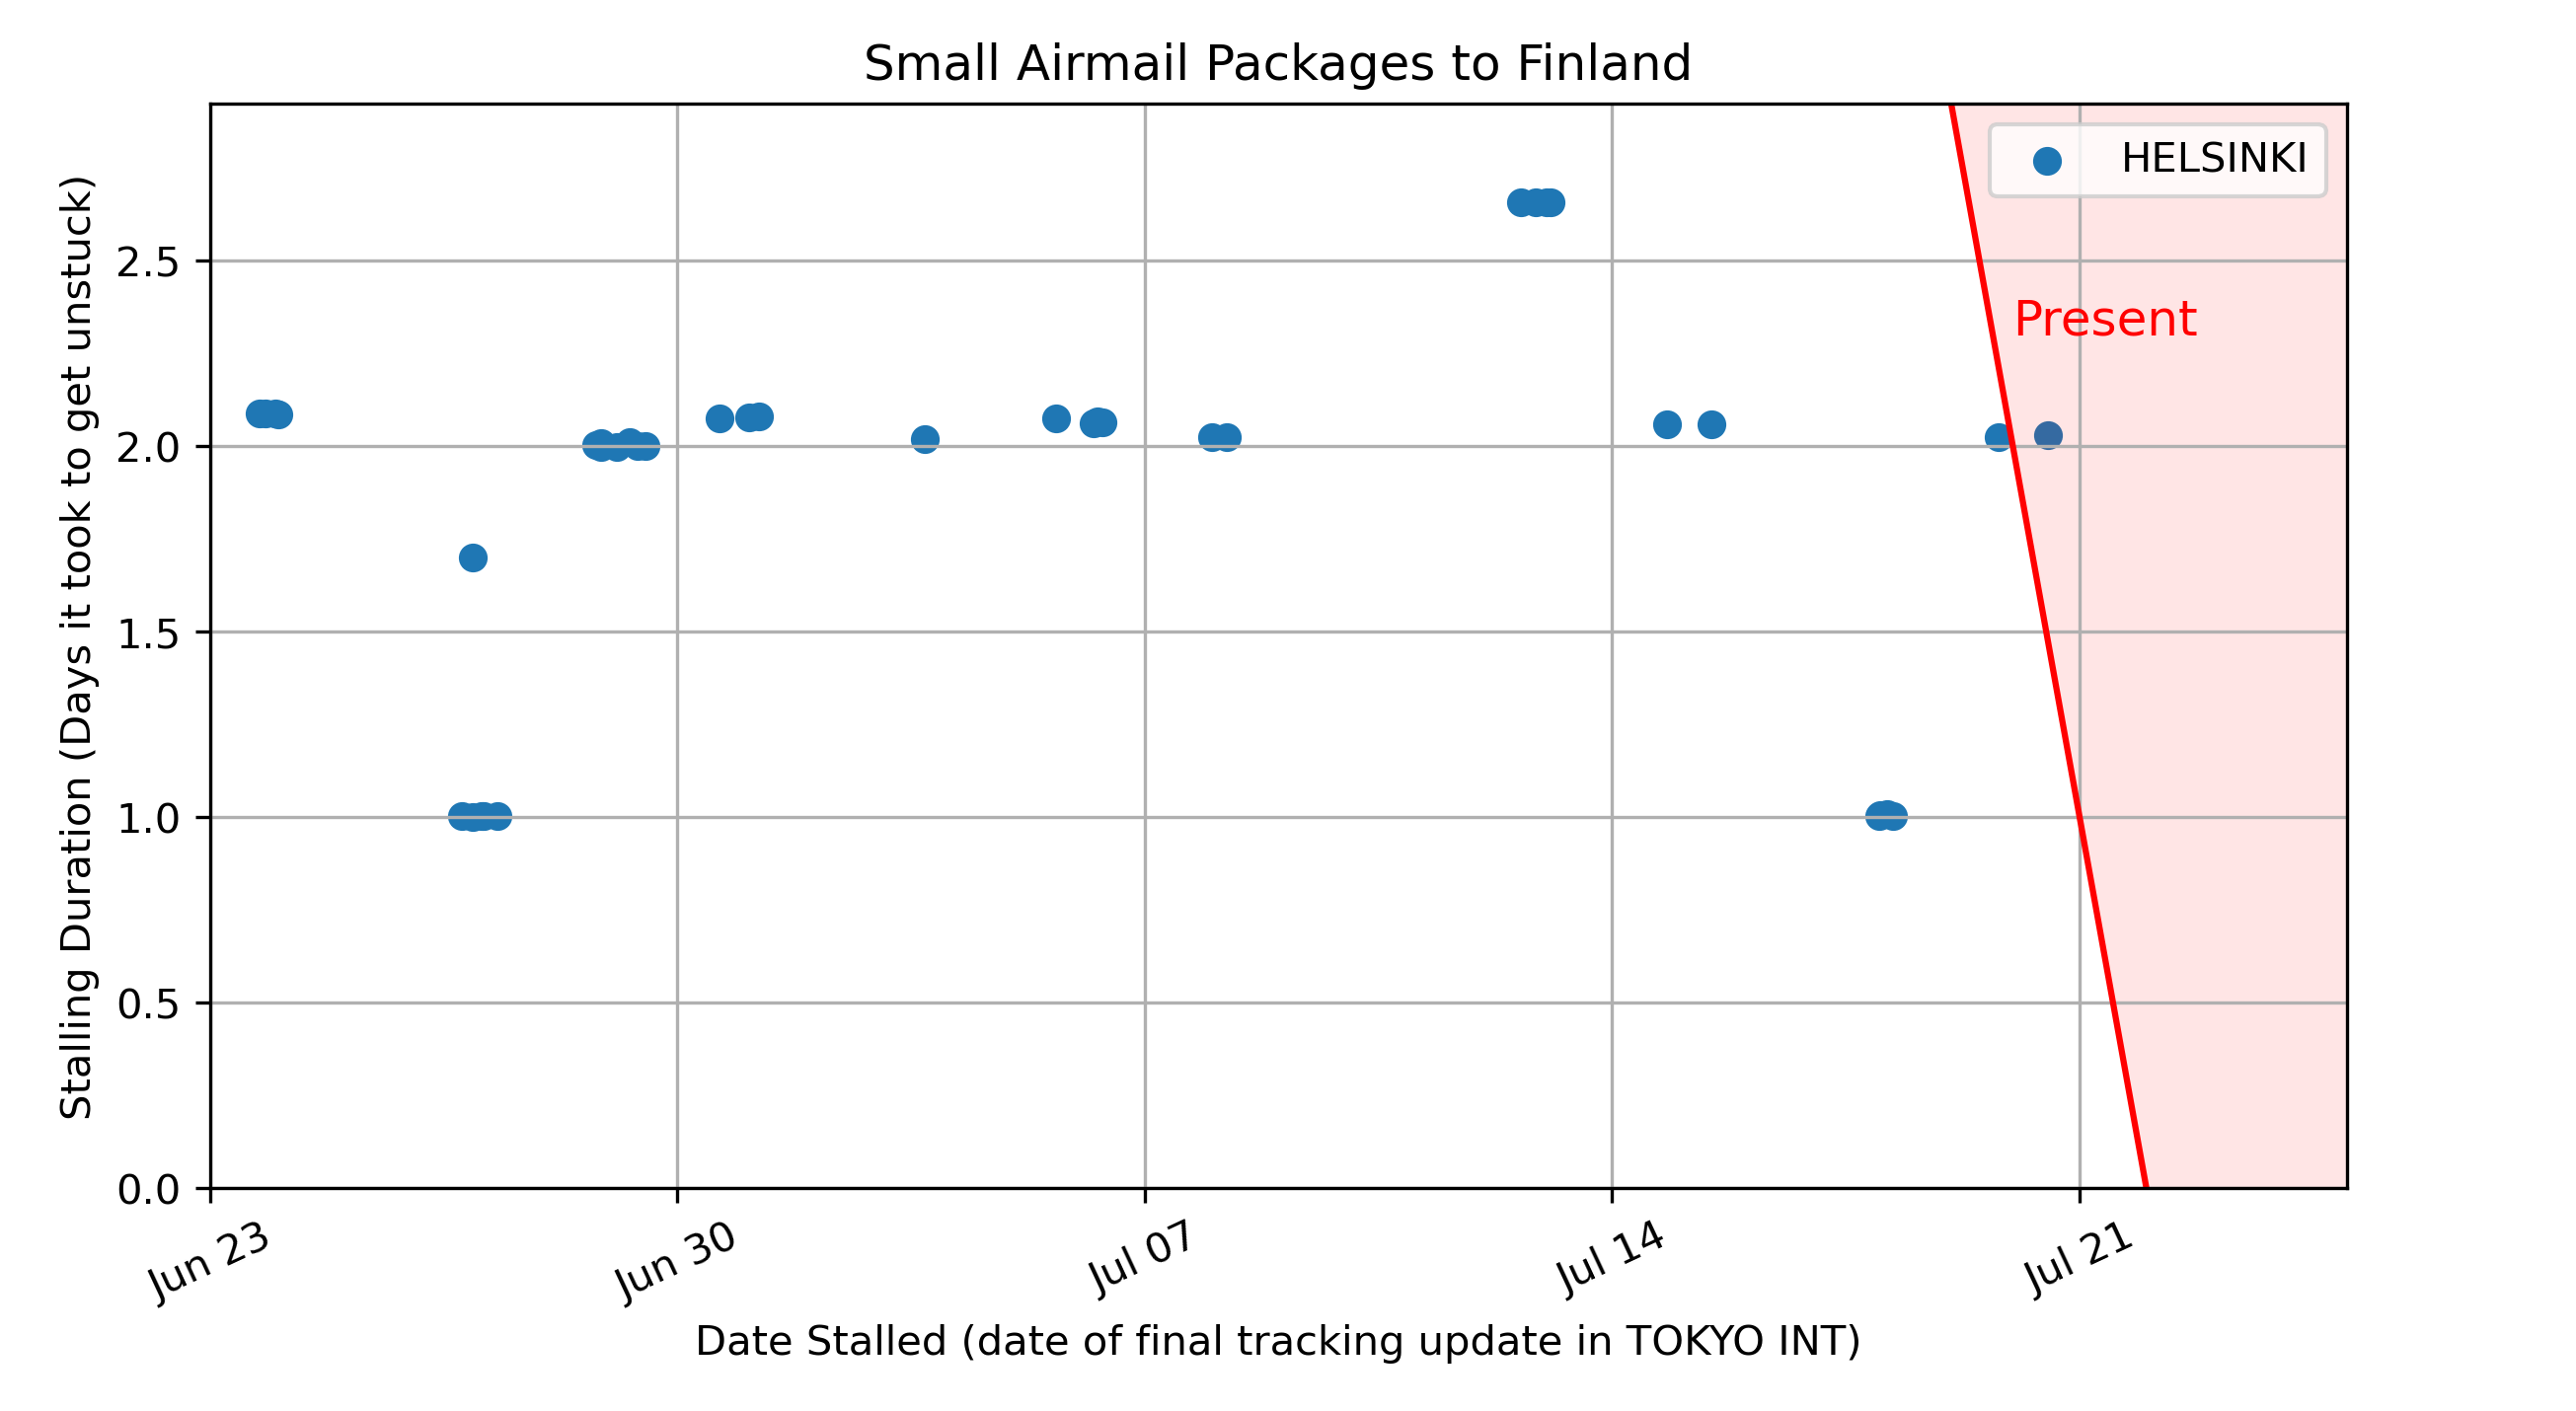 Small Airmail Packages to Finland
HELSINKI
Present
Stalling Duration (Days it took to get unstuck)
2.5
2.0
1.5
1.0
0.5
0.0
Jun 23
Jun 30
Jul 07
Jul 14
Jul 21
Date Stalled (date of final tracking update in TOKYO INT)